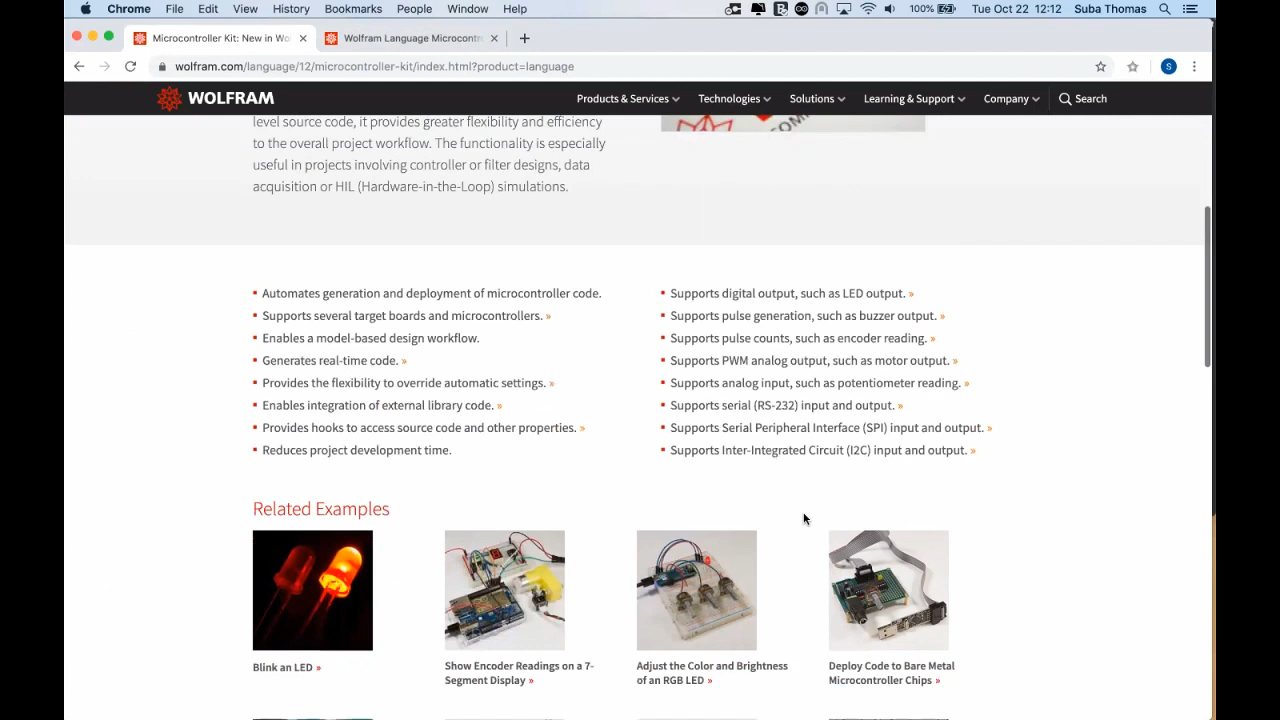 Chrome File Edit View History Bookmarks People Window Help 100% Tue Oct 22 12:12 Suba Thomas
Microcontroller Kit: New in Wo
Wolfram Language Microcontr
wolfram.com/language/12/microcontroller-kit/index.html?product=language
S
WOLFRAM
Products & Services Technologies Solutions Learning & Support Company Search
level source code, it provides greater flexibility and efficiency
to the overall project workflow. The functionality is especially
useful in projects involving controller or filter designs, data
acquisition or HIL (Hardware-in-the-Loop) simulations.
Automates generation and deployment of microcontroller code.
Supports several target boards and microcontrollers. »
Enables a model-based design workflow.
Generates real-time code. »
Provides the flexibility to override automatic settings. »
Enables integration of external library code. »
Provides hooks to access source code and other properties. »
Reduces project development time.
Supports digital output, such as LED output. »
Supports pulse generation, such as buzzer output. »
Supports pulse counts, such as encoder reading. »
Supports PWM analog output, such as motor output. »
Supports analog input, such as potentiometer reading. »
Supports serial (RS-232) input and output. »
Supports Serial Peripheral Interface (SPI) input and output. »
Supports Inter-Integrated Circuit (I2C) input and output. »
Related Examples
Blink an LED »
Show Encoder Readings on a 7-
Segment Display »
Adjust the Color and Brightness
of an RGB LED »
Deploy Code to Bare Metal
Microcontroller Chips »